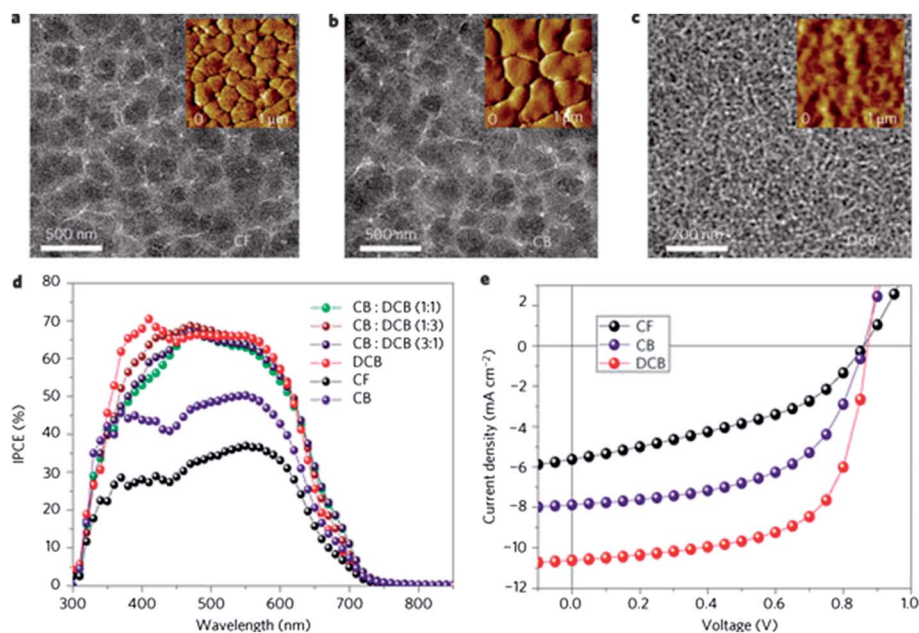 a
0
1 μm
500 nm
CF
b
0
1 μm
500 nm
CB
c
0
1 μm
200 nm
DCB
d
80
70
60
50
40
30
20
10
0
IPCE (%)
300
400
500
600
700
800
Wavelength (nm)
CB : DCB (1:1)
CB : DCB (1:3)
CB : DCB (3:1)
DCB
CF
CB
e
2
0
−2
−4
−6
−8
−10
−12
Current density (mA cm⁻²)
0.0
0.2
0.4
0.6
0.8
1.0
Voltage (V)
CF
CB
DCB